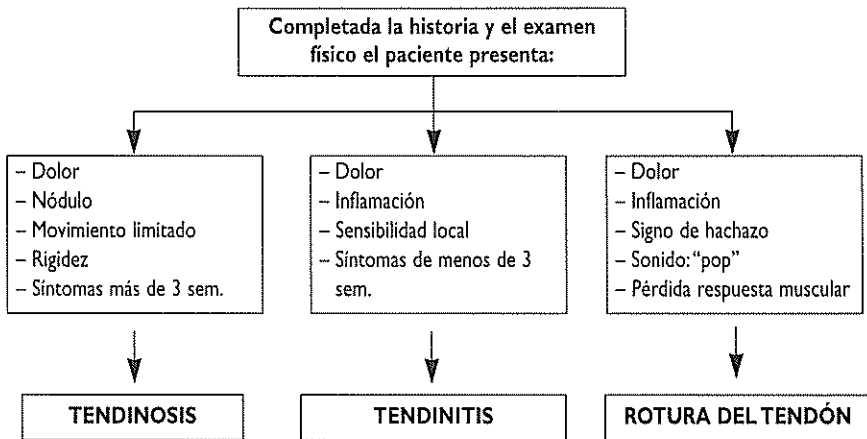 Completada la historia y el examen
físico el paciente presenta:
– Dolor
– Nódulo
– Movimiento limitado
– Rigidez
– Síntomas más de 3 sem.
– Dolor
– Inflamación
– Sensibilidad local
– Síntomas de menos de 3
sem.
– Dolor
– Inflamación
– Signo de hachazo
– Sonido: "pop"
– Pérdida respuesta muscular
TENDINOSIS
TENDINITIS
ROTURA DEL TENDÓN